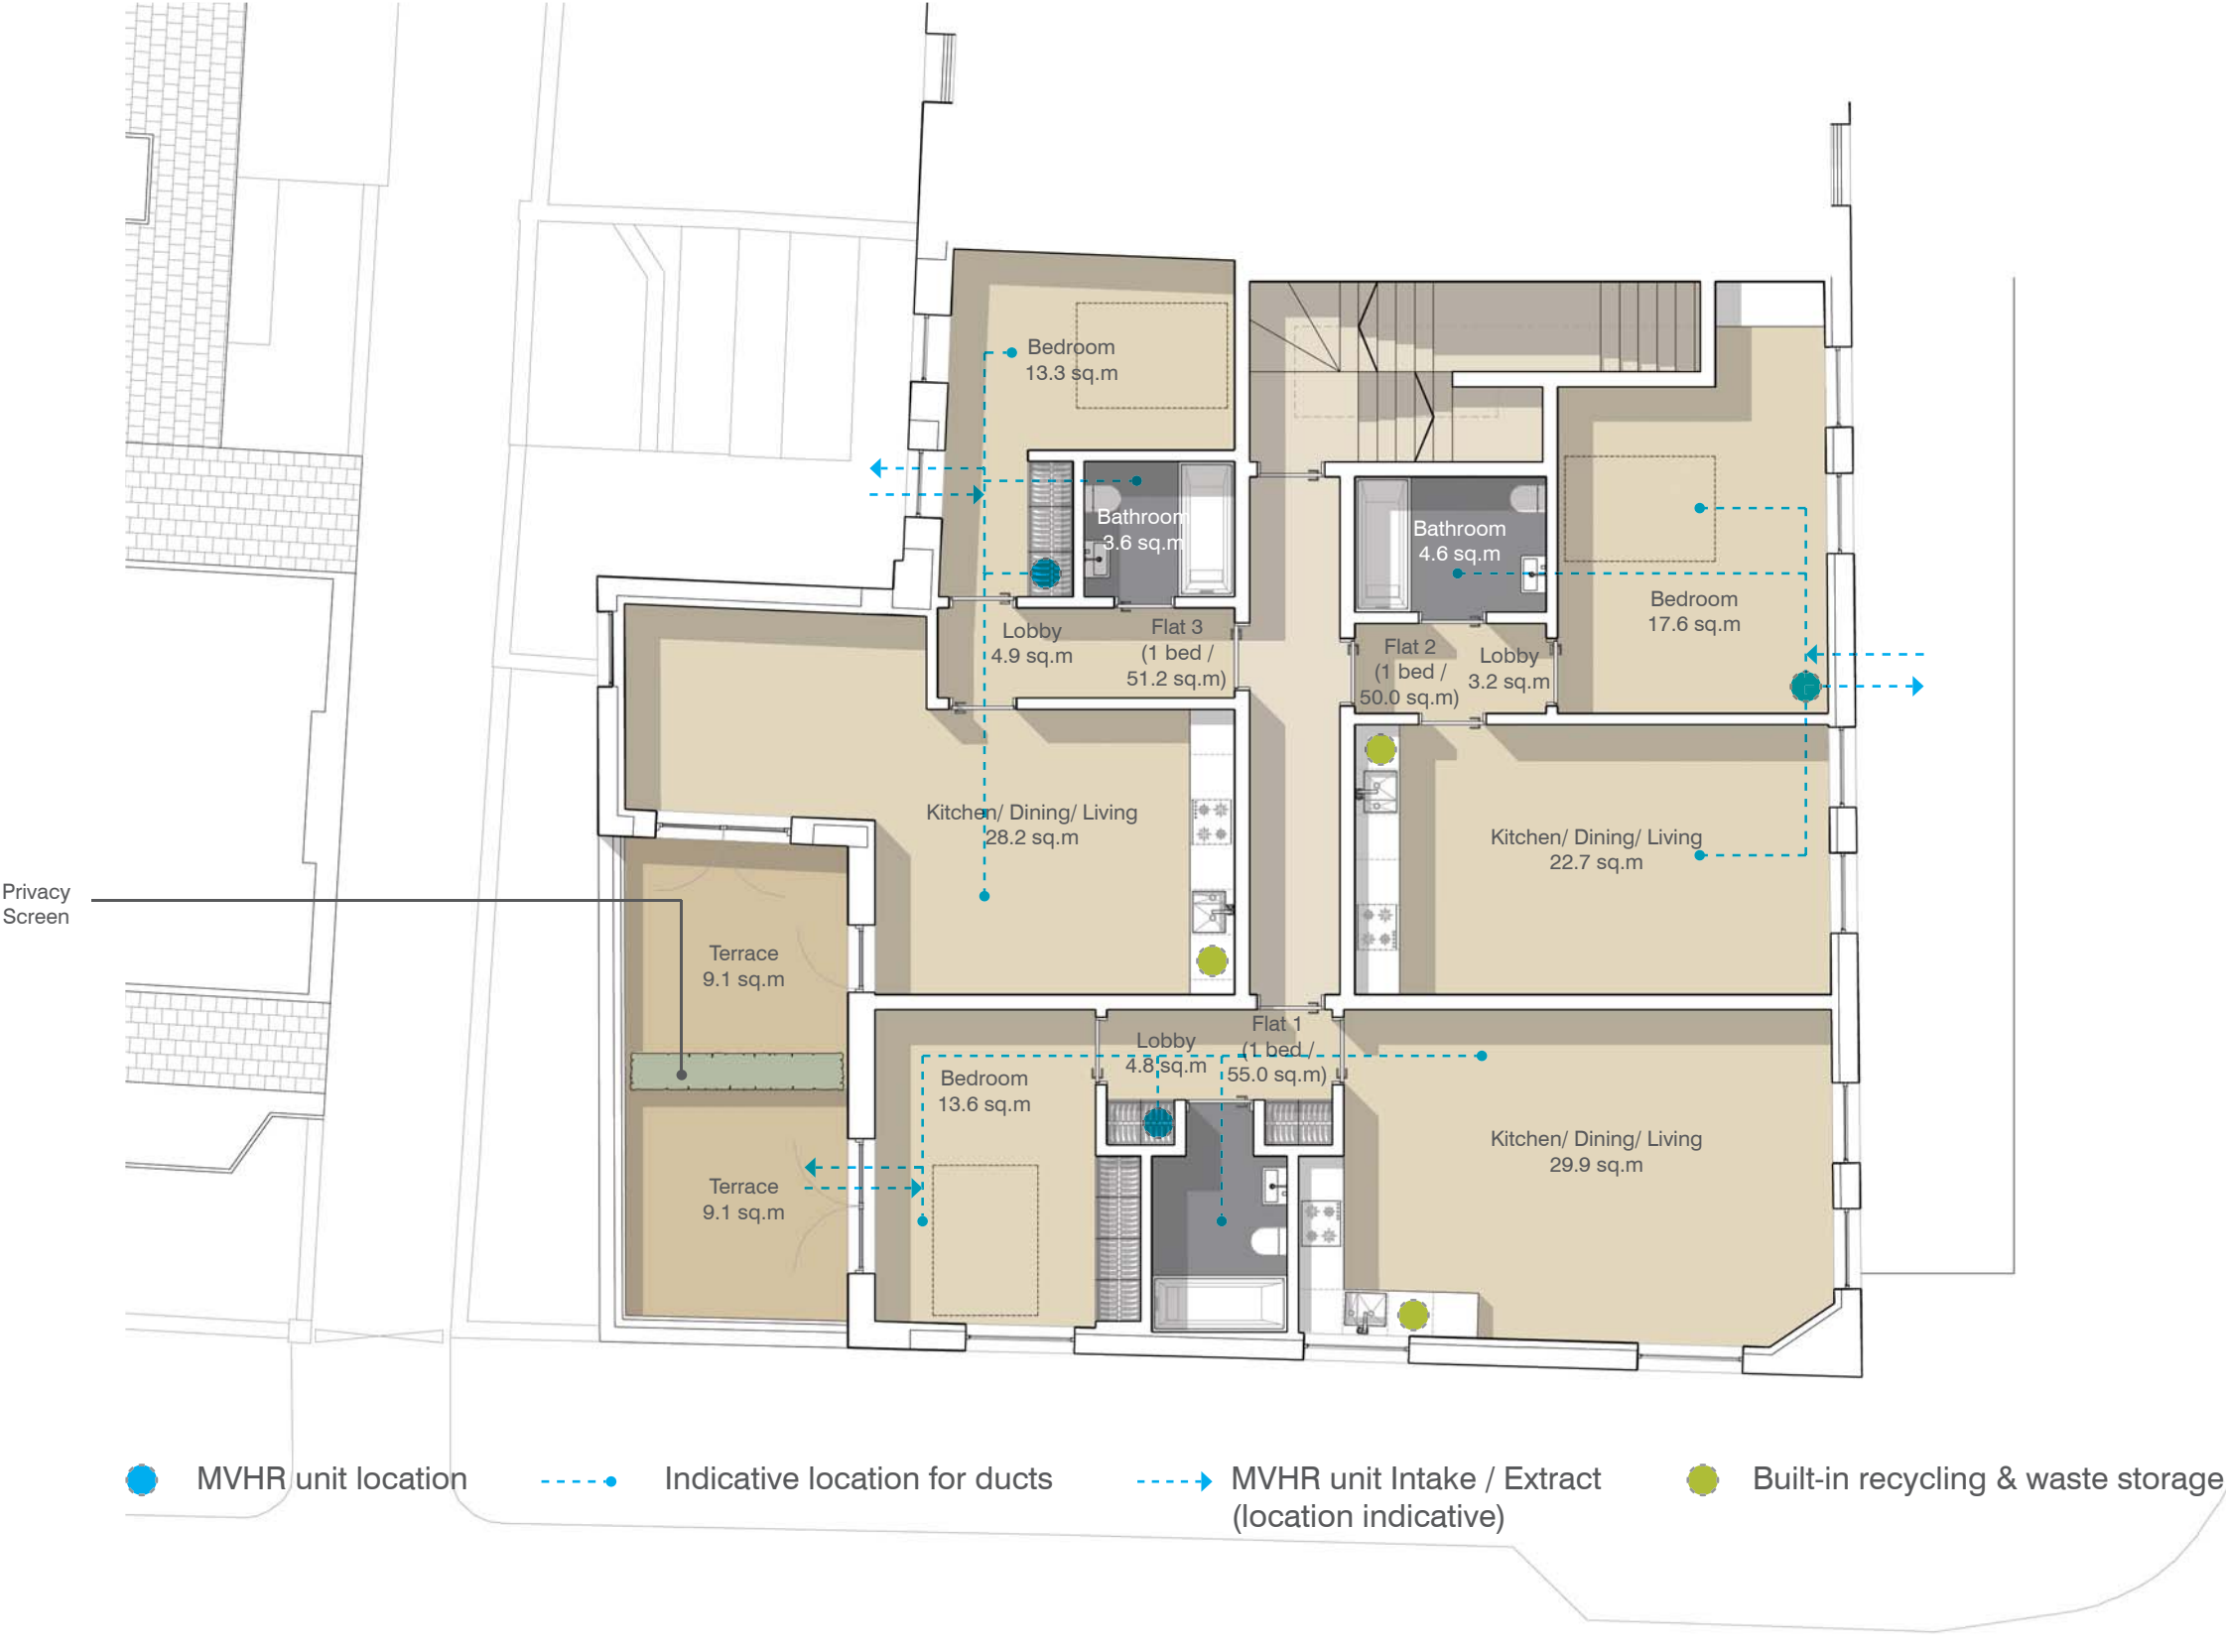 Bedroom
13.3 sq.m
Bathroom
3.6 sq.m
Bathroom
4.6 sq.m
Bedroom
17.6 sq.m
Lobby
4.9 sq.m
Flat 3
(1 bed /
51.2 sq.m)
Flat 2
(1 bed /
50.0 sq.m)
Lobby
3.2 sq.m
Kitchen/ Dining/ Living
28.2 sq.m
Kitchen/ Dining/ Living
22.7 sq.m
Privacy
Screen
Terrace
9.1 sq.m
Lobby
4.8 sq.m
Flat 1
(1 bed /
55.0 sq.m)
Bedroom
13.6 sq.m
Kitchen/ Dining/ Living
29.9 sq.m
Terrace
9.1 sq.m
MVHR unit location
Indicative location for ducts
MVHR unit Intake / Extract
(location indicative)
Built-in recycling & waste storage